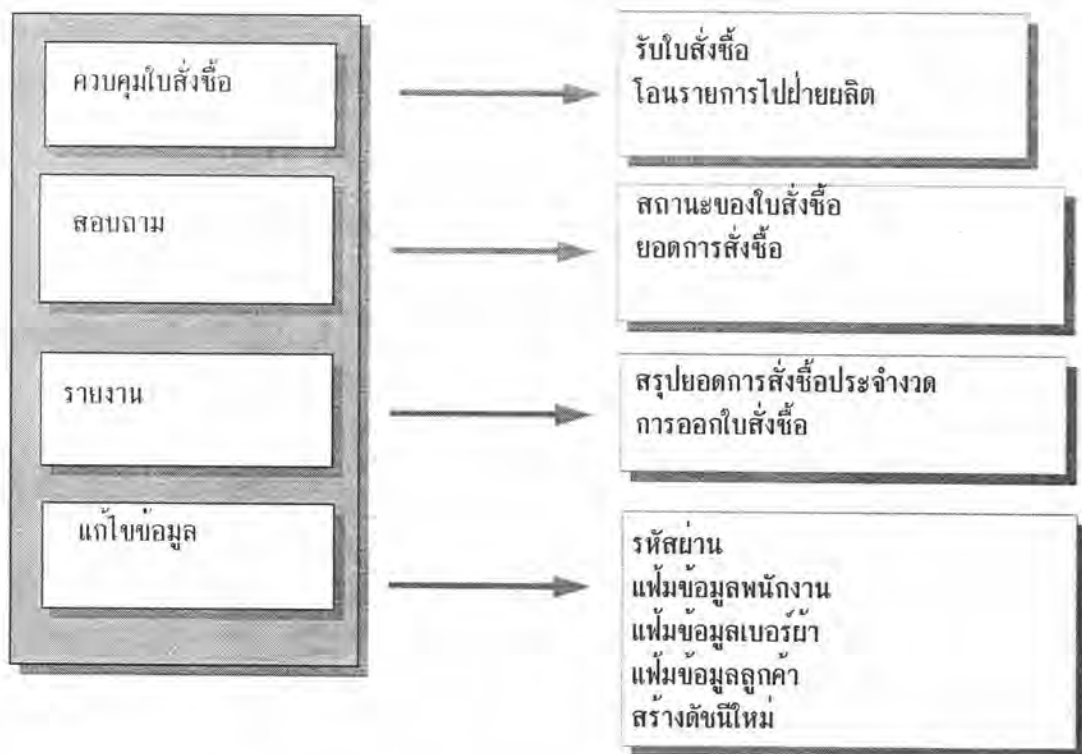 ควบคุมใบสั่งซื้อ
รับใบสั่งซื้อ
โอนรายการไปฝ่ายผลิต
สอบถาม
สถานะของใบสั่งซื้อ
ยอดการสั่งซื้อ
รายงาน
สรุปยอดการสั่งซื้อประจำงวด
การออกใบสั่งซื้อ
แก้ไขข้อมูล
รหัสผ่าน
แฟ้มข้อมูลพนักงาน
แฟ้มข้อมูลเบอร์ผ้า
แฟ้มข้อมูลลูกค้า
สร้างดัชนีใหม่